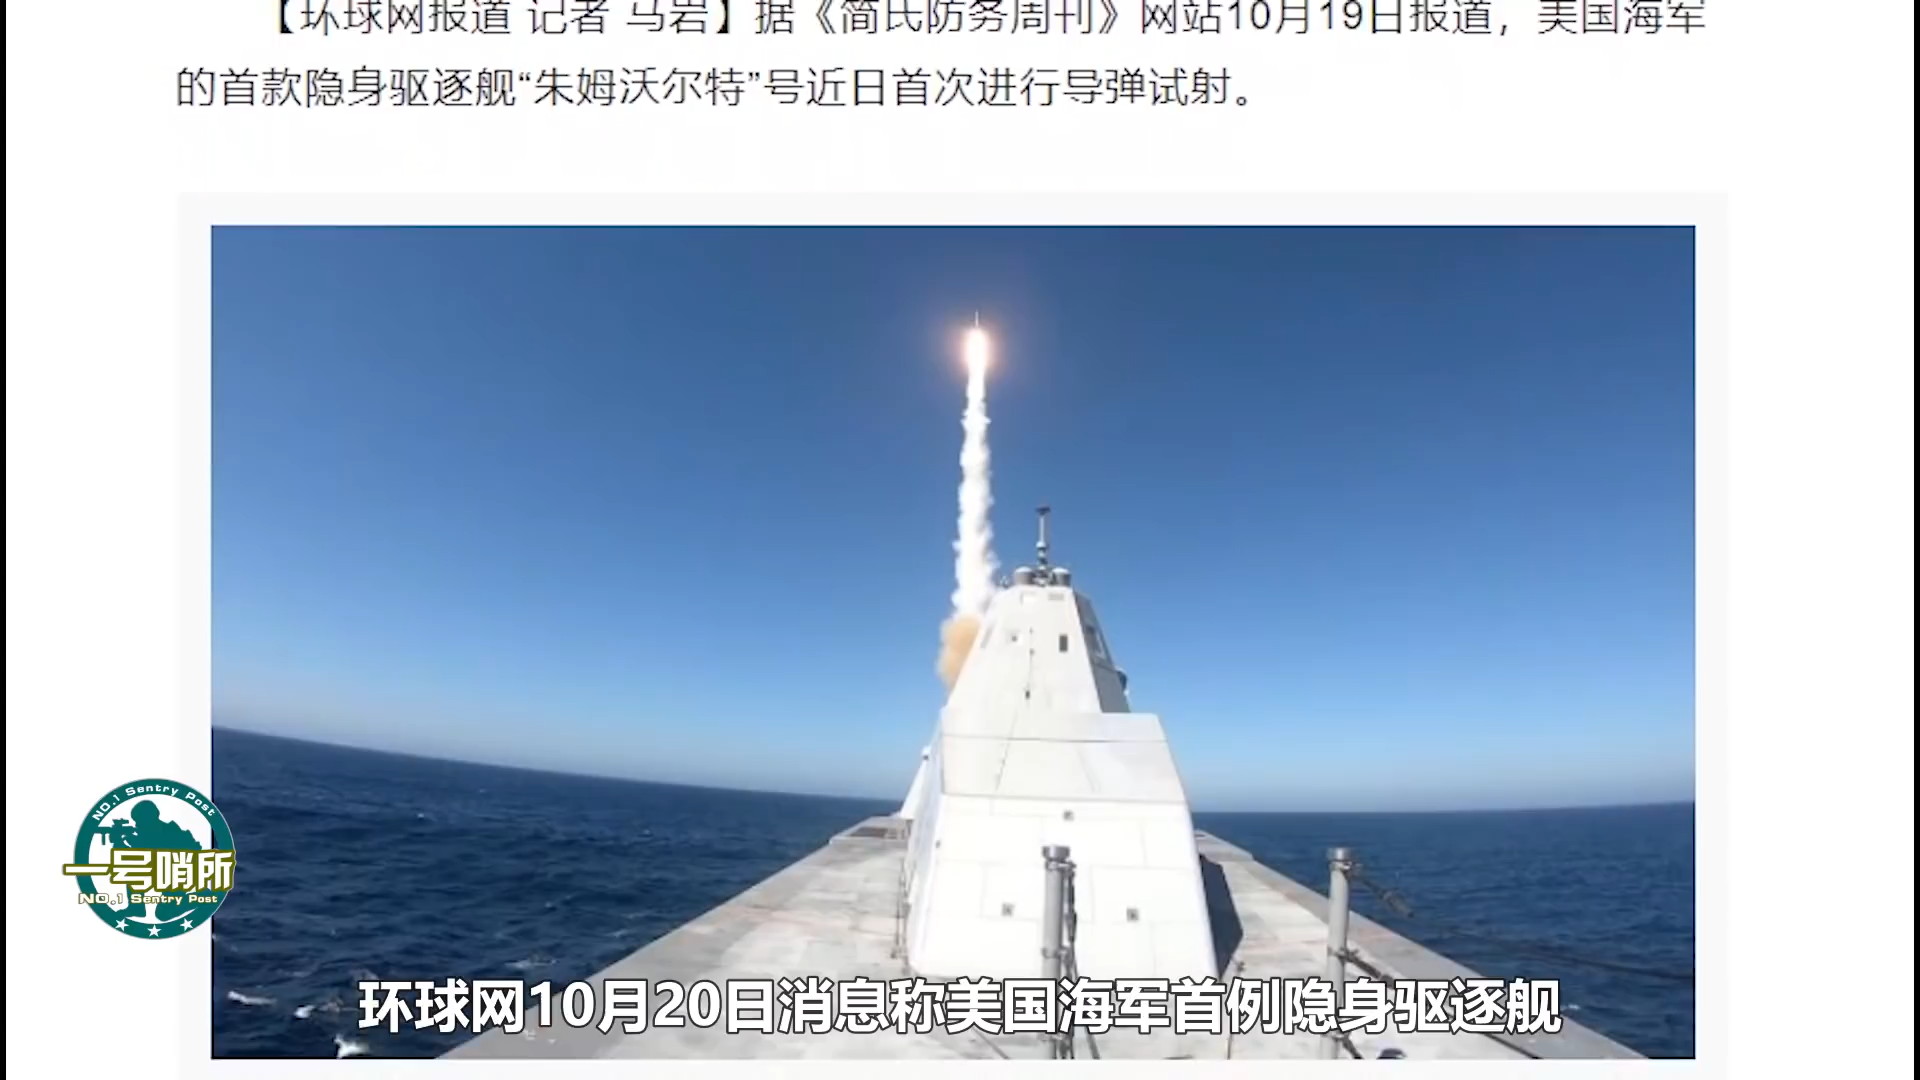 【环球网报道 记者 马岩】据《简氏防务周刊》网站10月19日报道，美国海军
的首款隐身驱逐舰“朱姆沃尔特”号近日首次进行导弹试射。
NO.1 Sentry Post
一号哨所
NO.1 Sentry Post
环球网10月20日消息称美国海军首例隐身驱逐舰